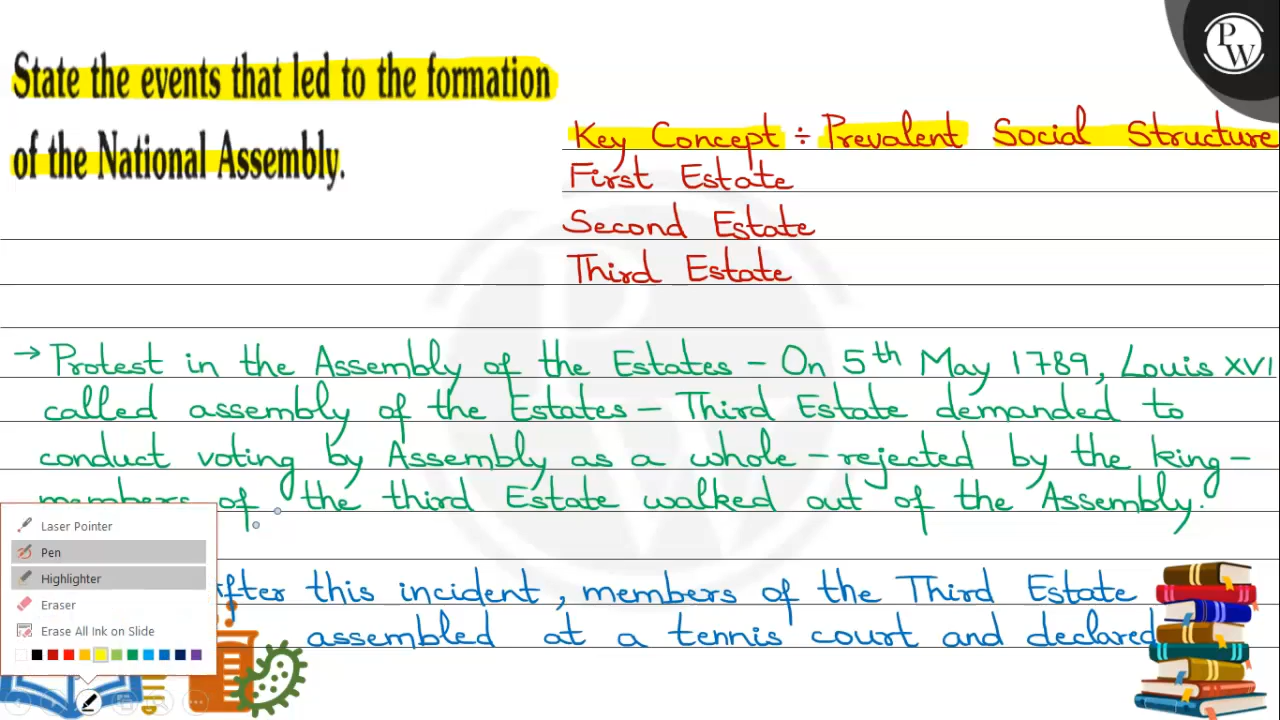 PW
State the events that led to the formation
of the National Assembly.
Key Concept ÷ Prevalent Social Structure
First Estate
Second Estate
Third Estate
→ Protest in the Assembly of the Estates – On 5th May 1789, Louis XVI
called assembly of the Estates – Third Estate demanded to
conduct voting by Assembly as a whole – rejected by the king –
members of the third Estate walked out of the Assembly.
After this incident, members of the Third Estate
assembled at a tennis court and declared
Laser Pointer
Pen
Highlighter
Eraser
Erase All Ink on Slide